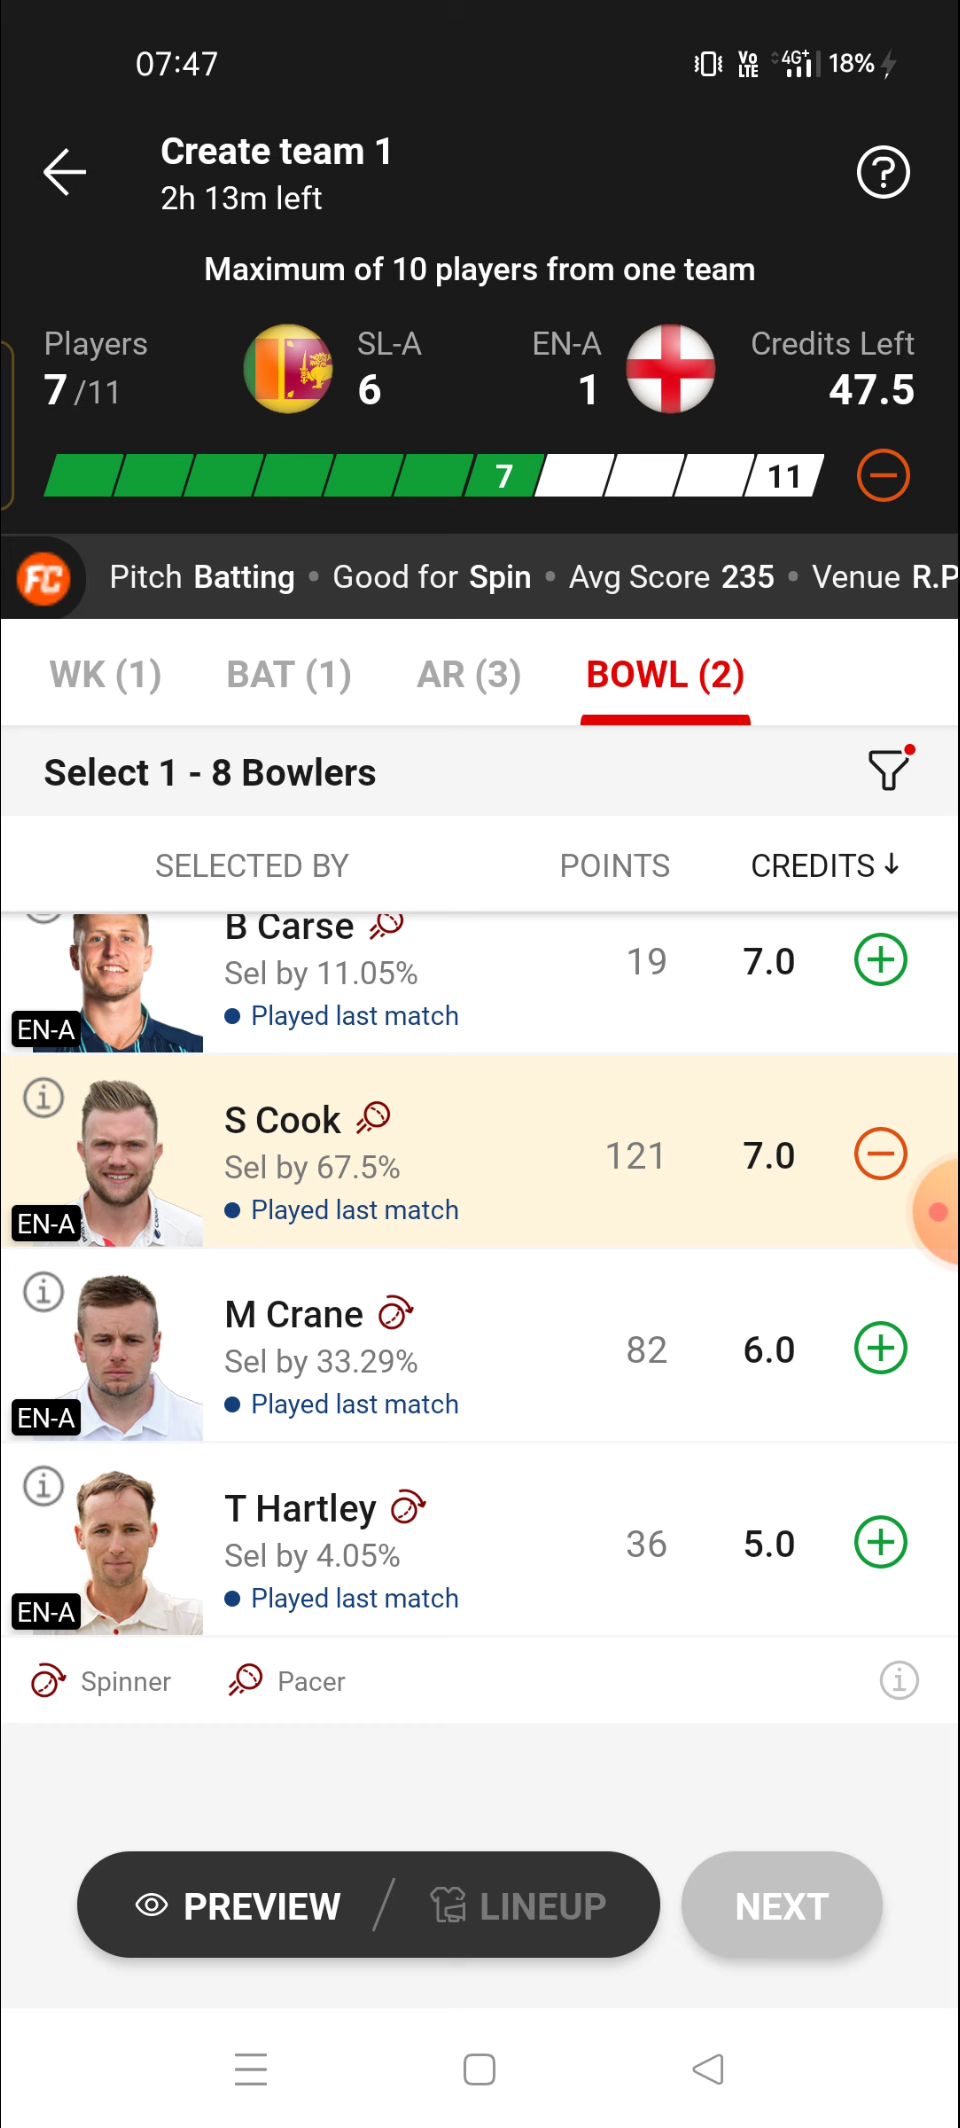 07:47 Vo LTE 4G+ 18%
Create team 1
2h 13m left
?
Maximum of 10 players from one team
Players SL-A EN-A Credits Left
7/11 6 1 47.5
7 11
FC Pitch Batting • Good for Spin • Avg Score 235 • Venue R.P
WK (1) BAT (1) AR (3) BOWL (2)
Select 1 - 8 Bowlers
SELECTED BY POINTS CREDITS ↓
B Carse
Sel by 11.05% 19 7.0
EN-A • Played last match
S Cook
Sel by 67.5% 121 7.0
EN-A • Played last match
M Crane
Sel by 33.29% 82 6.0
EN-A • Played last match
T Hartley
Sel by 4.05% 36 5.0
EN-A • Played last match
Spinner Pacer
PREVIEW / LINEUP NEXT